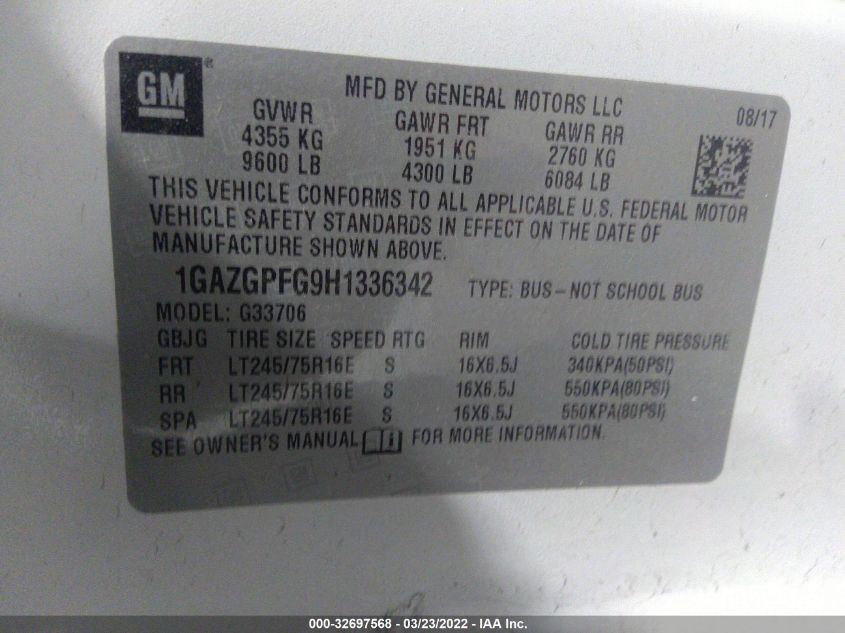 GM®
MFD BY GENERAL MOTORS LLC
08/17
GVWR GAWR FRT GAWR RR
4355 KG 1951 KG 2760 KG
9600 LB 4300 LB 6084 LB
THIS VEHICLE CONFORMS TO ALL APPLICABLE U.S. FEDERAL MOTOR
VEHICLE SAFETY STANDARDS IN EFFECT ON THE DATE OF
MANUFACTURE SHOWN ABOVE.
1GAZGPFG9H1336342 TYPE: BUS-NOT SCHOOL BUS
MODEL: G33706
GBJG TIRE SIZE SPEED RTG RIM COLD TIRE PRESSURE
FRT LT245/75R16E S 16X6.5J 340KPA(50PSI)
RR LT245/75R16E S 16X6.5J 550KPA(80PSI)
SPA LT245/75R16E S 16X6.5J 550KPA(80PSI)
SEE OWNER'S MANUAL FOR MORE INFORMATION.
000-32697568 - 03/23/2022 - IAA Inc.